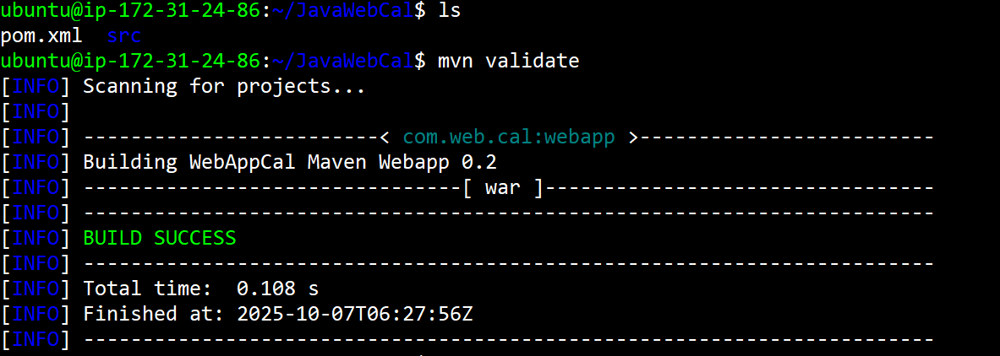 ubuntu@ip-172-31-24-86:~/JavaWebCal$ ls
pom.xml  src
ubuntu@ip-172-31-24-86:~/JavaWebCal$ mvn validate
[INFO] Scanning for projects...
[INFO]
[INFO] -------------------------< com.web.cal:webapp >-------------------------
[INFO] Building WebAppCal Maven Webapp 0.2
[INFO] --------------------------------[ war ]---------------------------------
[INFO] ------------------------------------------------------------------------
[INFO] BUILD SUCCESS
[INFO] ------------------------------------------------------------------------
[INFO] Total time:  0.108 s
[INFO] Finished at: 2025-10-07T06:27:56Z
[INFO] ------------------------------------------------------------------------